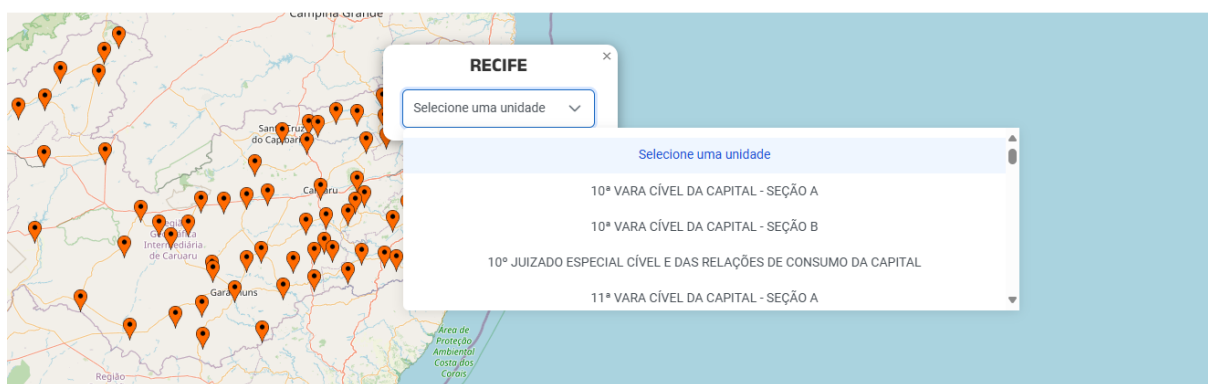 Campina Grande
RECIFE
×
Selecione uma unidade
Selecione uma unidade
10ª VARA CÍVEL DA CAPITAL - SEÇÃO A
10ª VARA CÍVEL DA CAPITAL - SEÇÃO B
10º JUIZADO ESPECIAL CÍVEL E DAS RELAÇÕES DE CONSUMO DA CAPITAL
11ª VARA CÍVEL DA CAPITAL - SEÇÃO A
Santa Cruz
do Capibaribe
Caruaru
Região
Geográfica
Intermediária
de Caruaru
Garanhuns
Área de
Proteção
Ambiental
Costa dos
Corais
Região